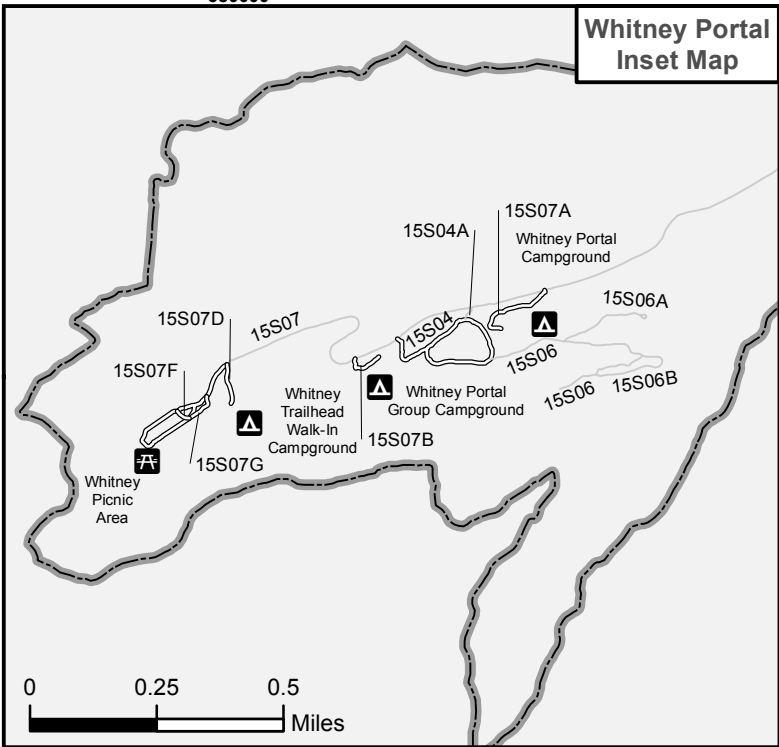 Whitney Portal
Inset Map
15S07A
15S04A
Whitney Portal
Campground
15S06A
15S07D
15S07
15S04
15S07F
15S06
15S06B
15S06
Whitney
Trailhead
Walk-In
Campground
Whitney Portal
Group Campground
15S07B
15S07G
Whitney
Picnic
Area
0 0.25 0.5
Miles